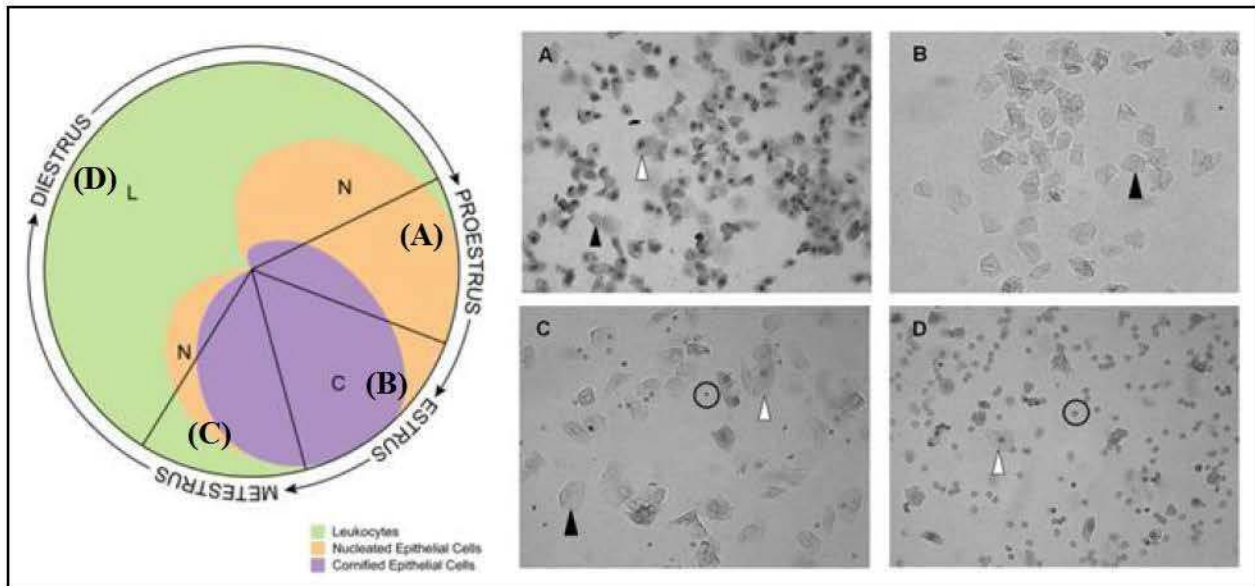 DIESTRUS
(D)
L
N
PROESTRUS
(A)
N
C
(B)
ESTRUS
(C)
METESTRUS
Leukocytes
Nucleated Epithelial Cells
Cornified Epithelial Cells
A
B
C
D